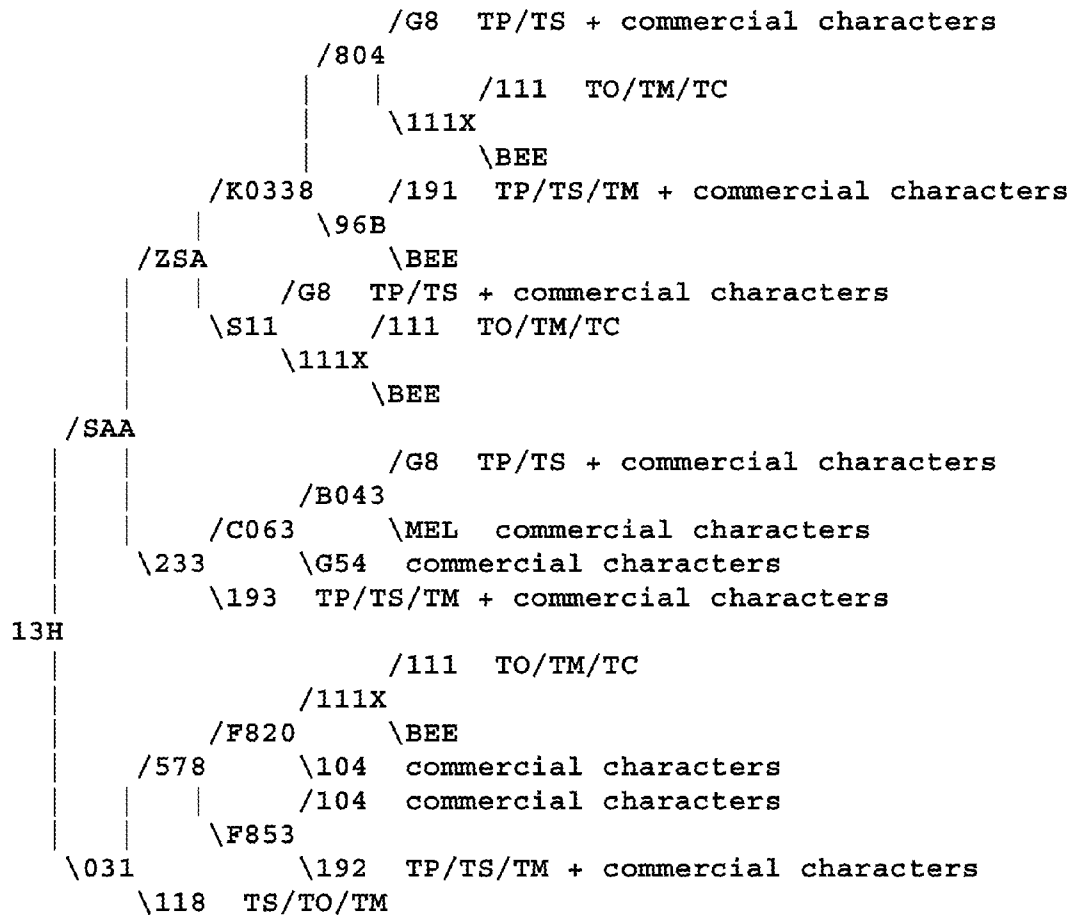 /G8 TP/TS + commercial characters
/804
/111 TO/TM/TC
\111X
\BEE
/K0338 /191 TP/TS/TM + commercial characters
\96B
/ZSA \BEE
/G8 TP/TS + commercial characters
\S11 /111 TO/TM/TC
\111X
\BEE
/SAA
/G8 TP/TS + commercial characters
/B043
/C063 \MEL commercial characters
\233 \G54 commercial characters
\193 TP/TS/TM + commercial characters
13H
/111 TO/TM/TC
/111X
/F820 \BEE
/578 \104 commercial characters
/104 commercial characters
\F853
\031 \192 TP/TS/TM + commercial characters
\118 TS/TO/TM